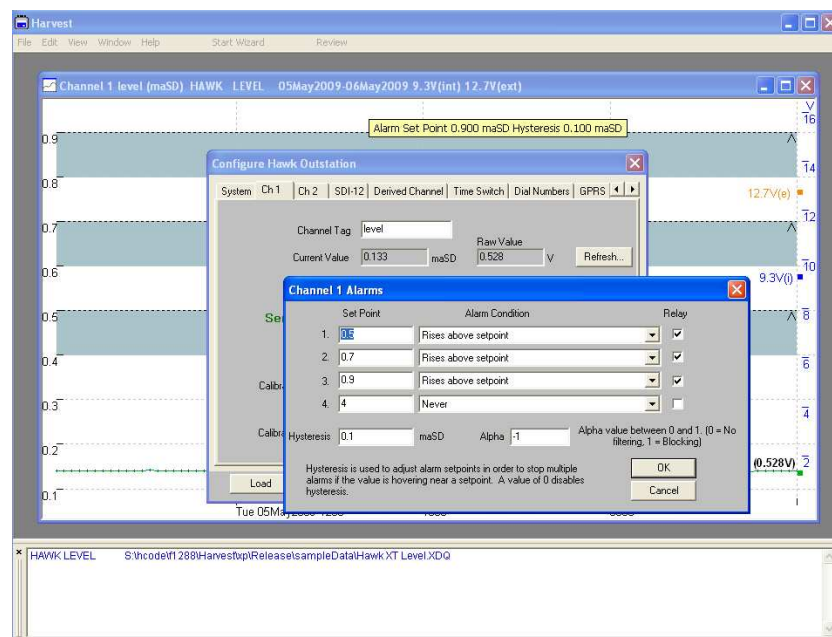 Harvest
File Edit View Window Help Start Wizard Review
Channel 1 level (maSD) HAWK LEVEL 05May2009-06May2009 9.3V(int) 12.7V(ext)
V
16
Alarm Set Point 0.900 maSD Hysteresis 0.100 maSD
0.9
14
0.8
12.7V(e)
12
0.7
10
0.6
9.3V(i)
0.5
8
0.4
6
0.3
4
0.2
(0.528V) 2
0.1
Tue 05Ma
Configure Hawk Outstation
System Ch 1 Ch 2 SDI-12 Derived Channel Time Switch Dial Numbers GPRS
Channel Tag level
Raw Value
Current Value 0.133 maSD 0.528 V Refresh...
Se
Calibr
Calibr
Load
Channel 1 Alarms
Set Point Alarm Condition Relay
1. 0.5 Rises above setpoint
2. 0.7 Rises above setpoint
3. 0.9 Rises above setpoint
4. 4 Never
Hysteresis 0.1 maSD Alpha -1 Alpha value between 0 and 1. (0 = No
filtering, 1 = Blocking)
Hysteresis is used to adjust alarm setpoints in order to stop multiple
alarms if the value is hovering near a setpoint. A value of 0 disables
hysteresis.
OK
Cancel
HAWK LEVEL S:\hcode\f1288\Harvest\xp\Release\sampleData\Hawk XT Level.XDQ